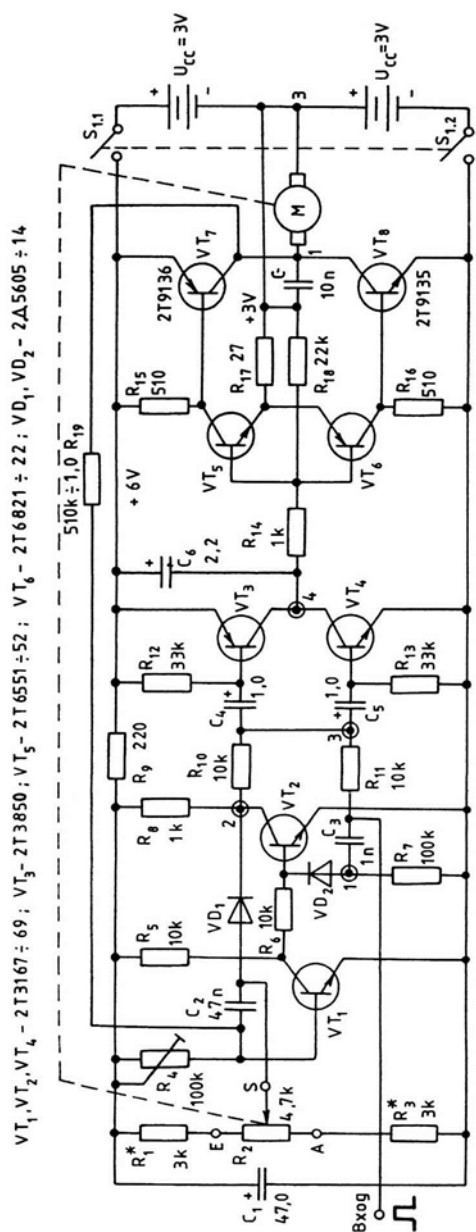 VT₁, VT₂, VT₄ – 2T3167÷69; VT₃ – 2T3850; VT₅ – 2T6551÷52; VT₆ – 2T6821÷22; VD₁, VD₂ – 2Д5605÷14
510k÷1,0 R₁₉
+6V
S₁.₁
U_CC=3V
+
-
R₉
220
R₁*
3k
E
R₂
4,7k
S
A
R₃*
3k
C₁
47,0
Вход
R₄
100k
C₂
47n
VT₁
R₅
10k
R₆
10k
VD₁
VD₂
R₈
1k
2
VT₂
C₃
1n
1
R₇
100k
R₁₀
10k
R₁₁
10k
3
R₁₂
33k
C₄
+
1,0
C₅
+
1,0
R₁₃
33k
VT₃
VT₄
4
C₆
+
2,2
R₁₄
1k
R₁₅
510
VT₅
VT₆
R₁₆
510
R₁₇
27
R₁₈
22k
+3V
C
10n
2T9136
VT₇
2T9135
VT₈
1
M
3
U_CC=3V
+
-
S₁.₂